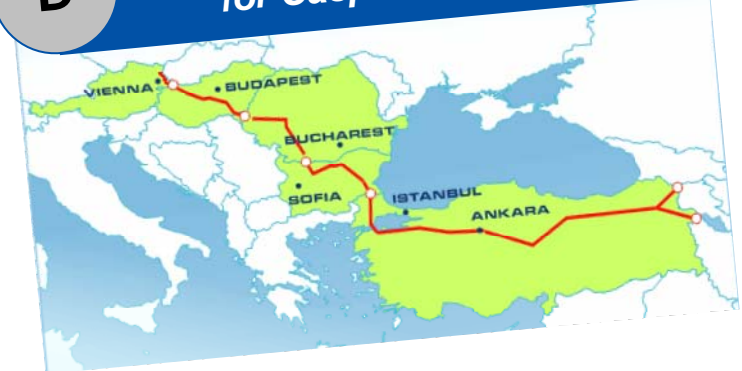 VIENNA
BUDAPEST
BUCHAREST
SOFIA
ISTANBUL
ANKARA